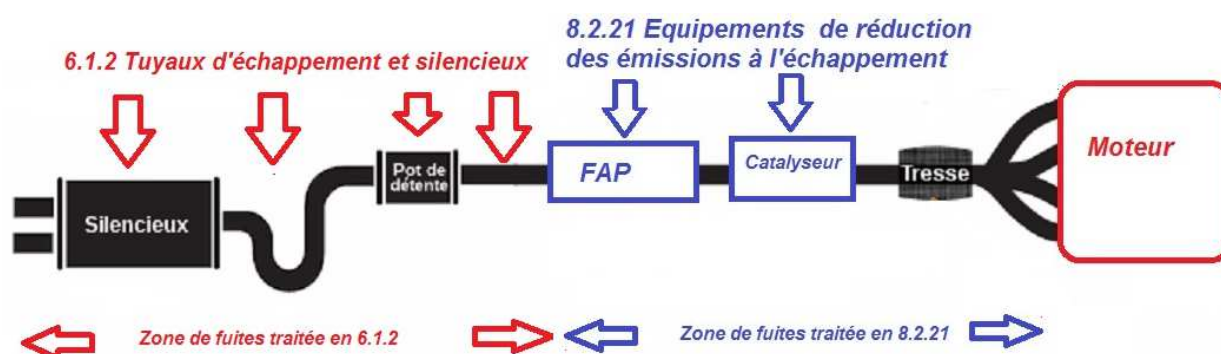 8.2.21 Equipements de réduction
des émissions à l'échappement
6.1.2 Tuyaux d'échappement et silencieux
Silencieux
Pot de
détente
FAP
Catalyseur
Tresse
Moteur
Zone de fuites traitée en 6.1.2
Zone de fuites traitée en 8.2.21